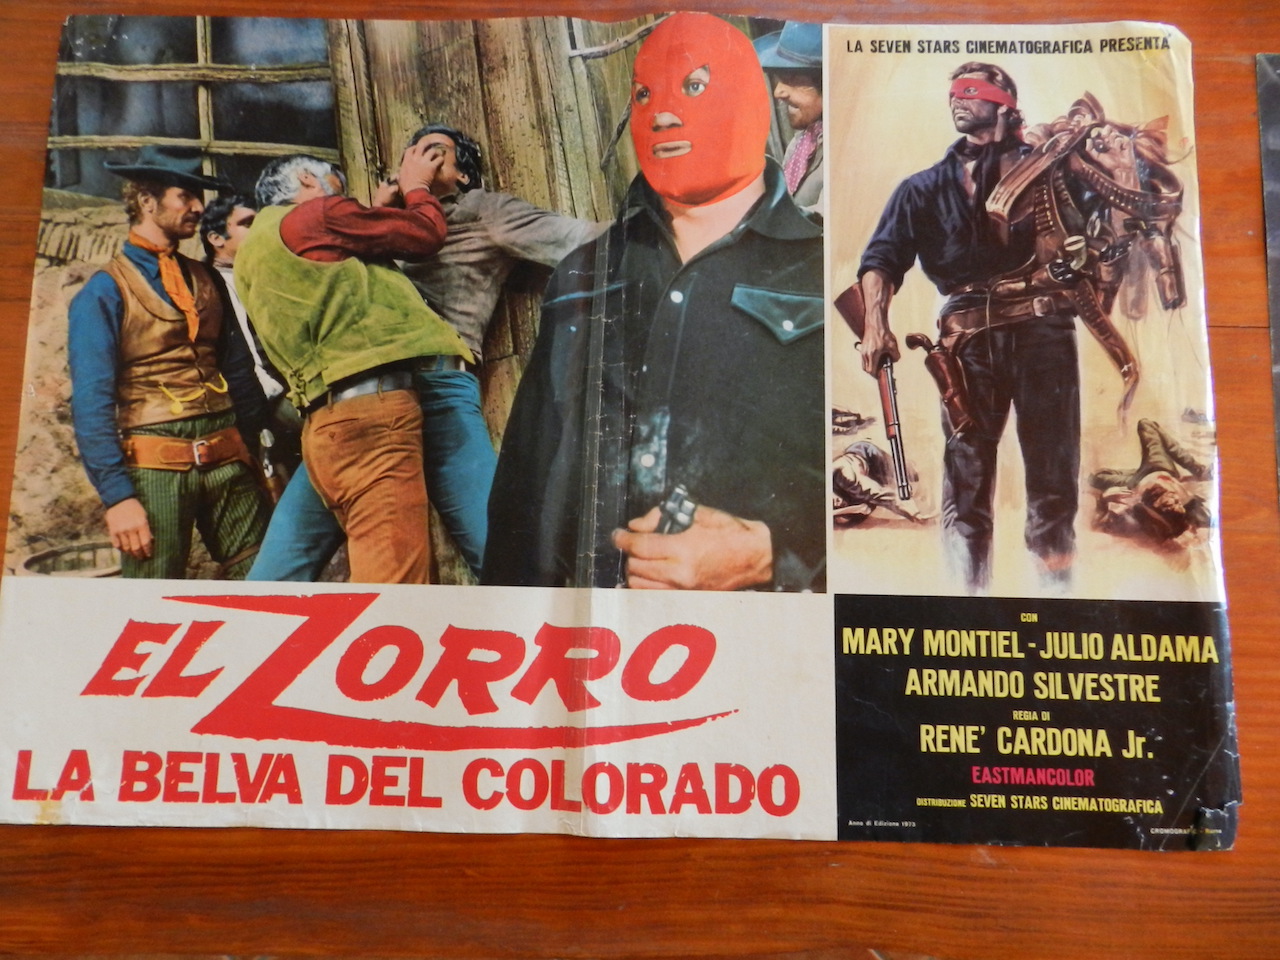 LA SEVEN STARS CINEMATOGRAFICA PRESENTA
EL ZORRO
LA BELVA DEL COLORADO
CON
MARY MONTIEL - JULIO ALDAMA
ARMANDO SILVESTRE
REGIA DI
RENE' CARDONA Jr.
EASTMANCOLOR
DISTRIBUZIONE SEVEN STARS CINEMATOGRAFICA
Anno di Edizione 1973